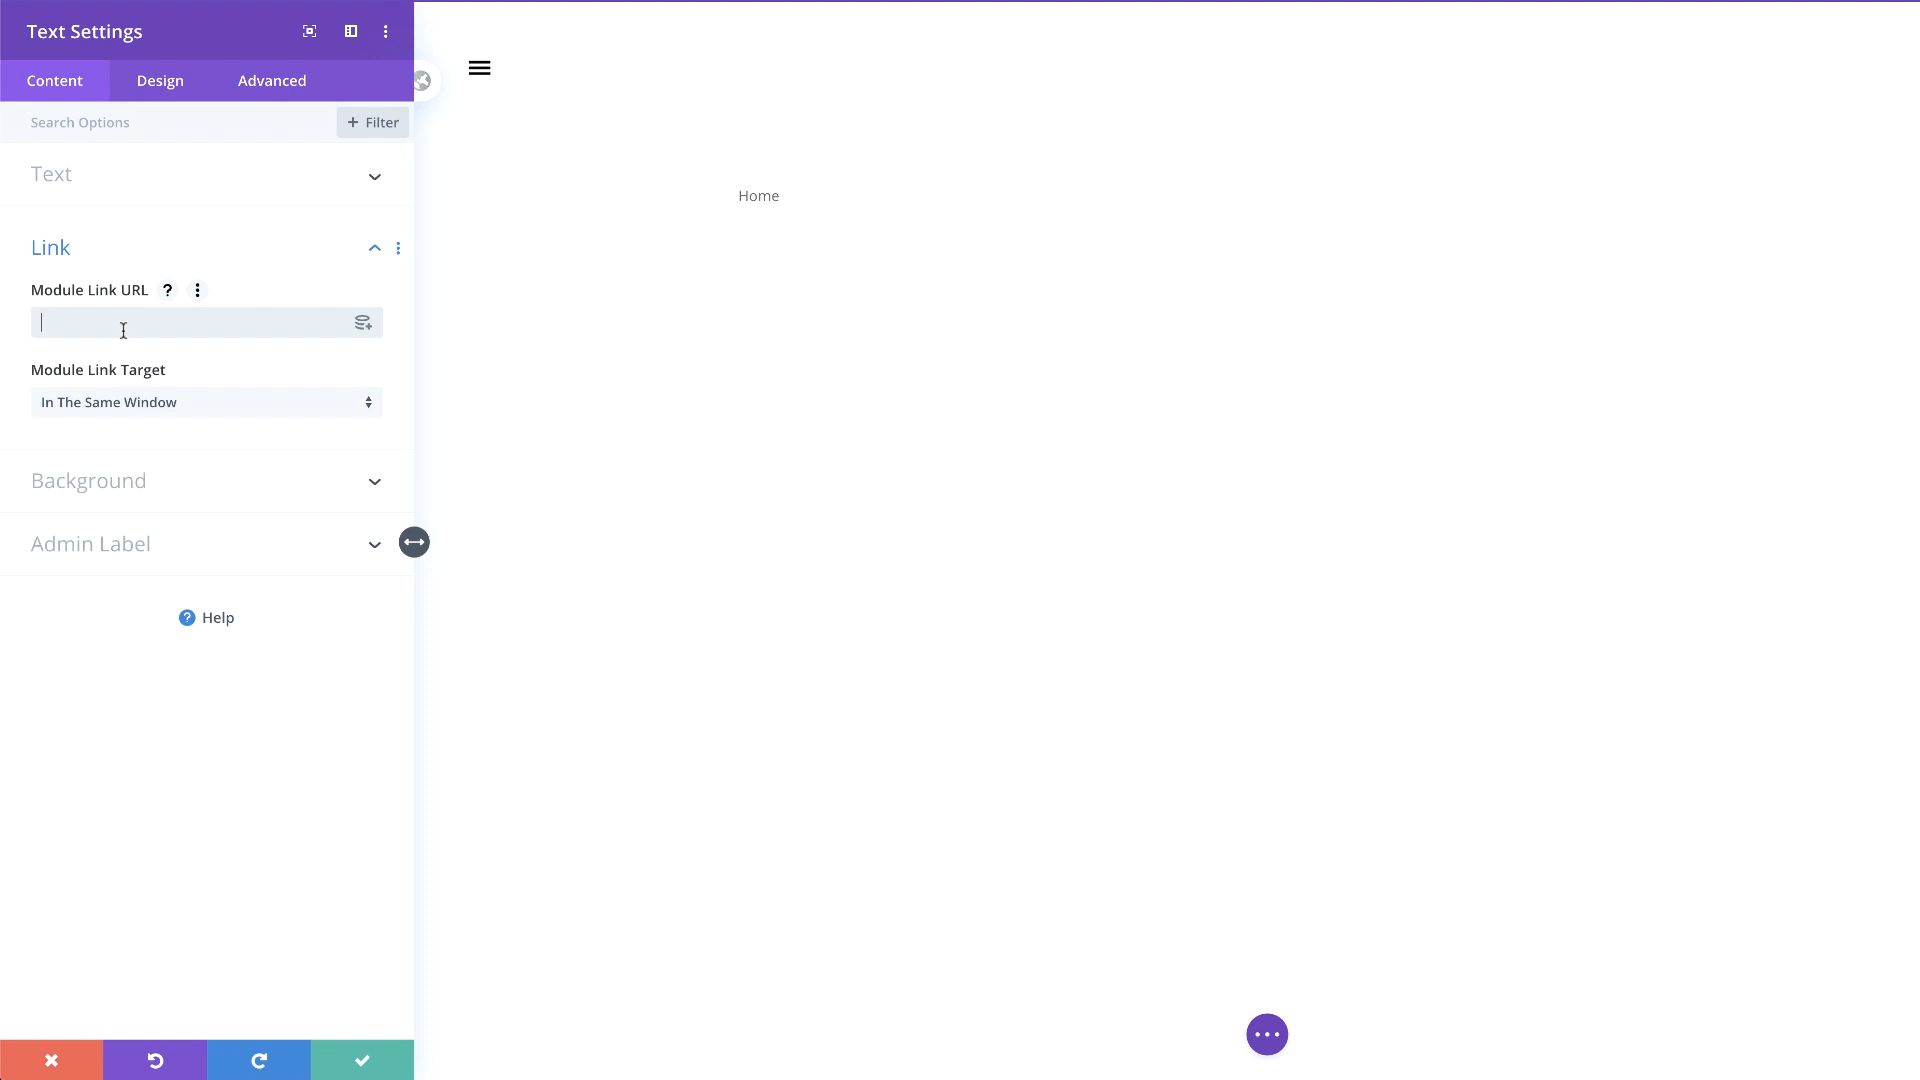 Text Settings
Content
Design
Advanced
Search Options
+ Filter
Text
Link
Module Link URL ?
In The Same Window
Module Link Target
Background
Admin Label
? Help
Home